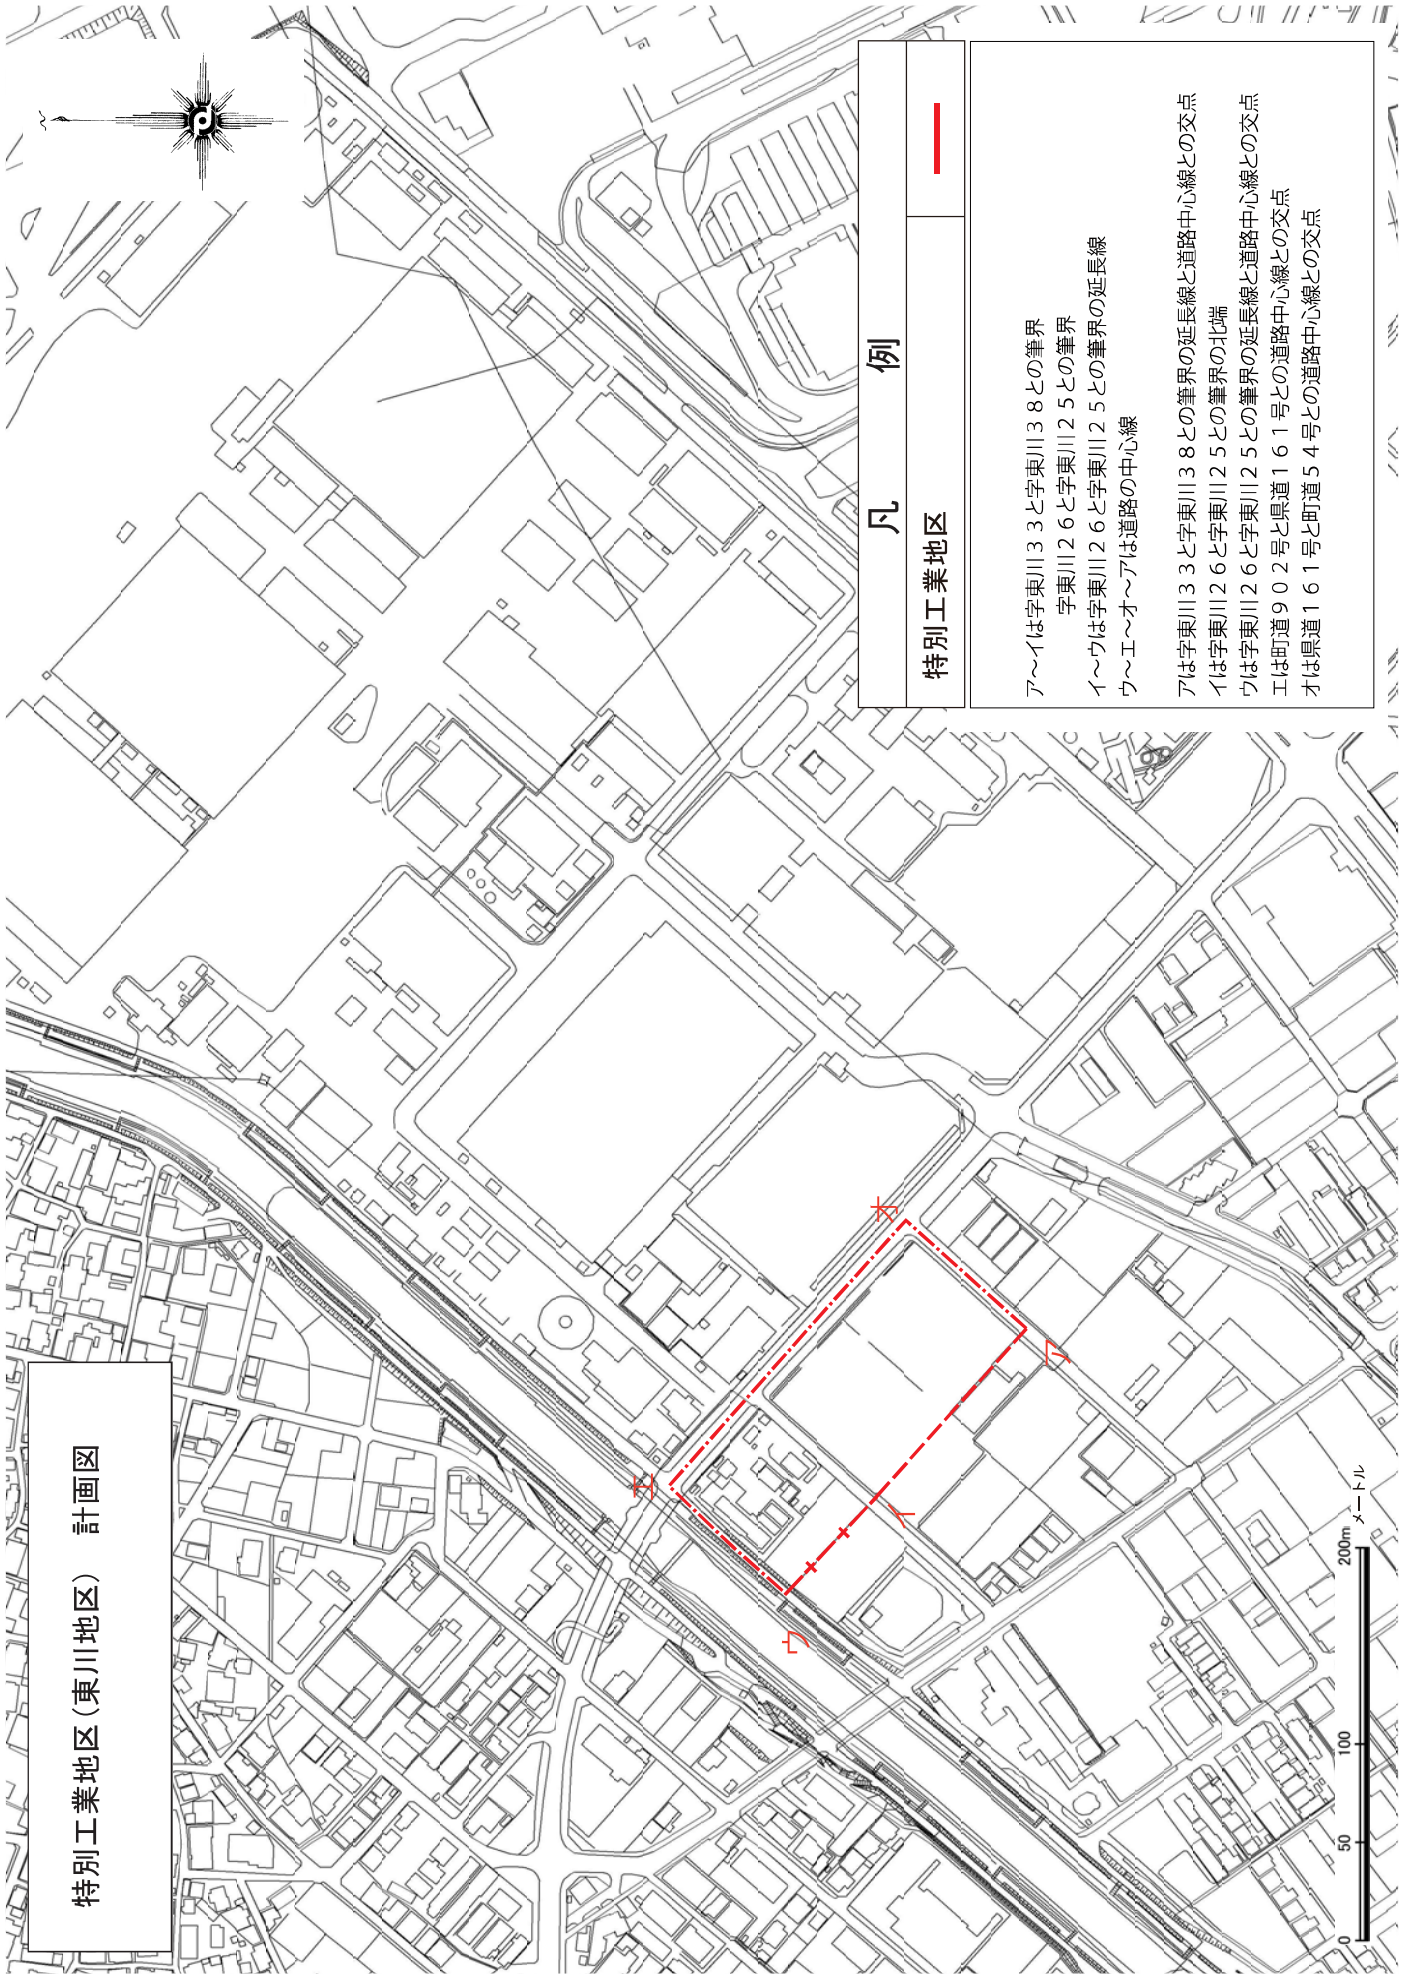 特別工業地区（東川地区） 計画図
凡 例
特別工業地区
ア～イは字東川３３と字東川３８との筆界
字東川２６と字東川２５との筆界
イ～ウは字東川２６と字東川２５との筆界の延長線
ウ～エ～オ～アは道路の中心線
アは字東川３３と字東川３８との筆界の延長線と道路中心線との交点
イは字東川２６と字東川２５との筆界の北端
ウは字東川２６と字東川２５との筆界の延長線と道路中心線との交点
エは町道９０２号と県道１６１号との道路中心線との交点
オは県道１６１号と町道５４号との道路中心線との交点
オ
ア
エ
イ
ウ
0 50 100 200m
メートル